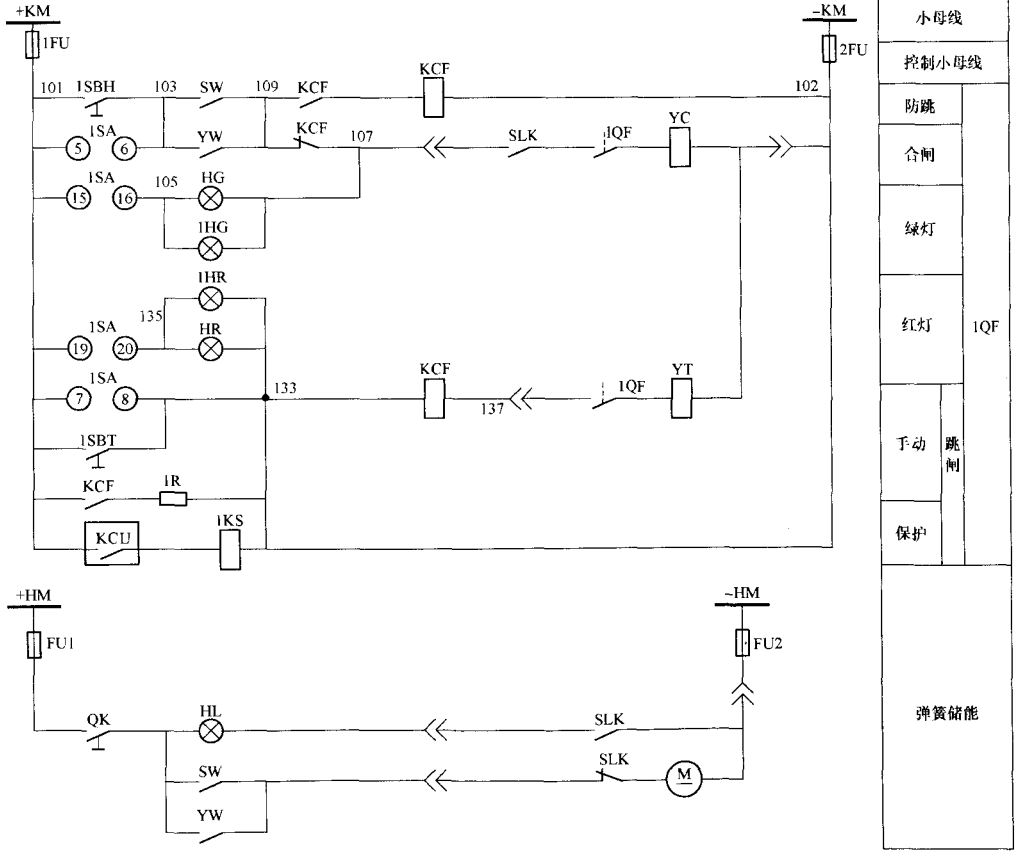 +KM
−KM
小母线
1FU
2FU
控制小母线
101
1SBH
103
SW
109
KCF
KCF
102
防跳
1SA
5
6
YW
KCF
107
SLK
1QF
YC
合闸
1SA
15
16
105
HG
1HG
绿灯
1HR
135
1SA
19
20
HR
红灯
1QF
1SA
7
8
133
KCF
137
1QF
YT
1SBT
手动
跳闸
KCF
1R
KCU
1KS
保护
+HM
−HM
FU1
FU2
QK
HL
SLK
弹簧储能
SW
SLK
M
YW